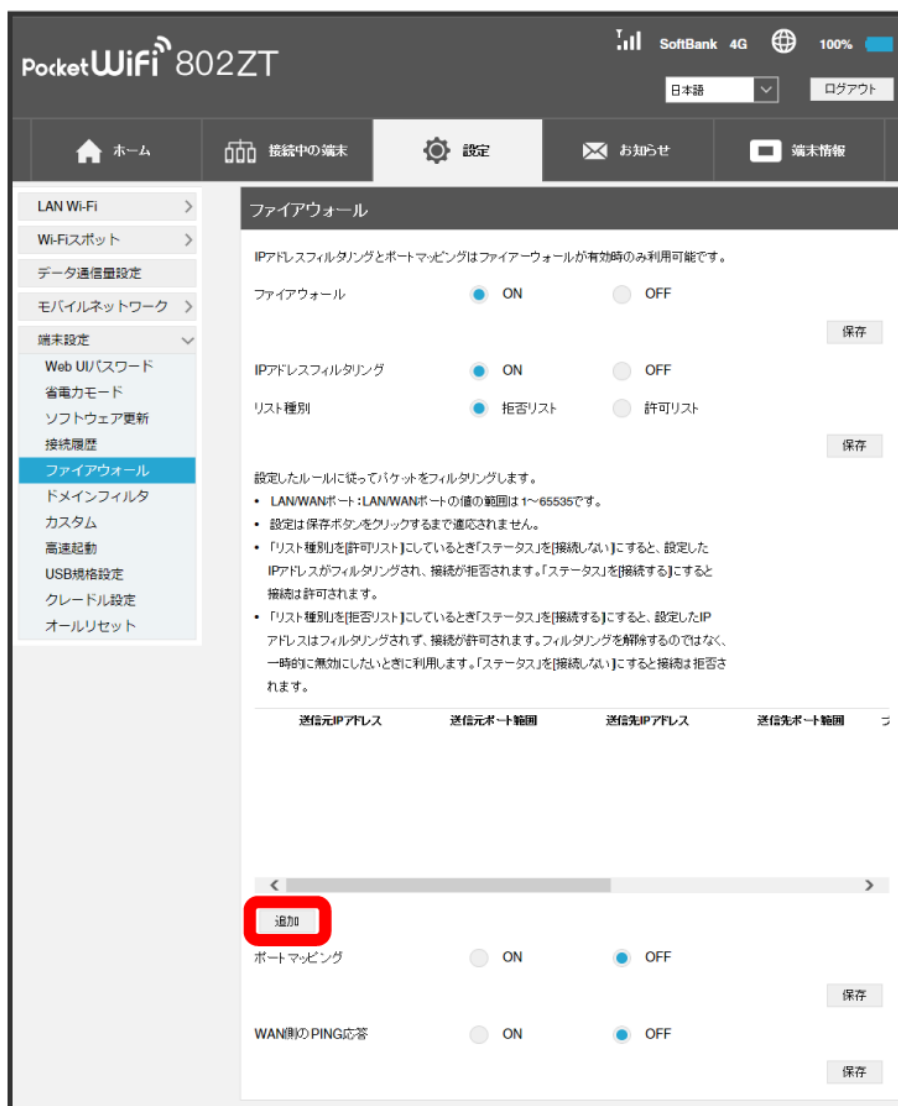 Pocket WiFi 802ZT
SoftBank 4G 100%
日本語
ログアウト
ホーム
接続中の端末
設定
お知らせ
端末情報
LAN Wi-Fi
Wi-Fiスポット
データ通信量設定
モバイルネットワーク
端末設定
Web UIパスワード
省電力モード
ソフトウェア更新
接続履歴
ファイアウォール
ドメインフィルタ
カスタム
高速起動
USB規格設定
クレードル設定
オールリセット
ファイアウォール
IPアドレスフィルタリングとポートマッピングはファイアーウォールが有効時のみ利用可能です。
ファイアウォール ON OFF
保存
IPアドレスフィルタリング ON OFF
リスト種別 拒否リスト 許可リスト
保存
設定したルールに従ってパケットをフィルタリングします。
• LAN/WANポート:LAN/WANポートの値の範囲は1～65535です。
• 設定は保存ボタンをクリックするまで適応されません。
• 「リスト種別」を[許可リスト]にしているとき「ステータス」を[接続しない]にすると、設定した
IPアドレスがフィルタリングされ、接続が拒否されます。「ステータス」を[接続する]にすると
接続は許可されます。
• 「リスト種別」を[拒否リスト]にしているとき「ステータス」を[接続する]にすると、設定したIP
アドレスはフィルタリングされず、接続が許可されます。フィルタリングを解除するのではなく、
一時的に無効にしたいときに利用します。「ステータス」を[接続しない]にすると接続は拒否さ
れます。
送信元IPアドレス 送信元ポート範囲 送信先IPアドレス 送信先ポート範囲 プ
追加
ポートマッピング ON OFF
保存
WAN側のPING応答 ON OFF
保存